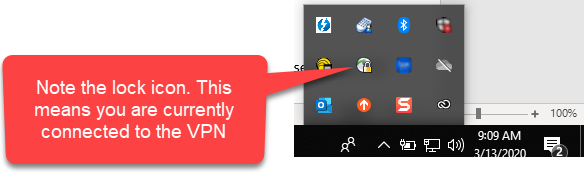 Note the lock icon. This
means you are currently
connected to the VPN
se
100%
9:09 AM
3/13/2020
2